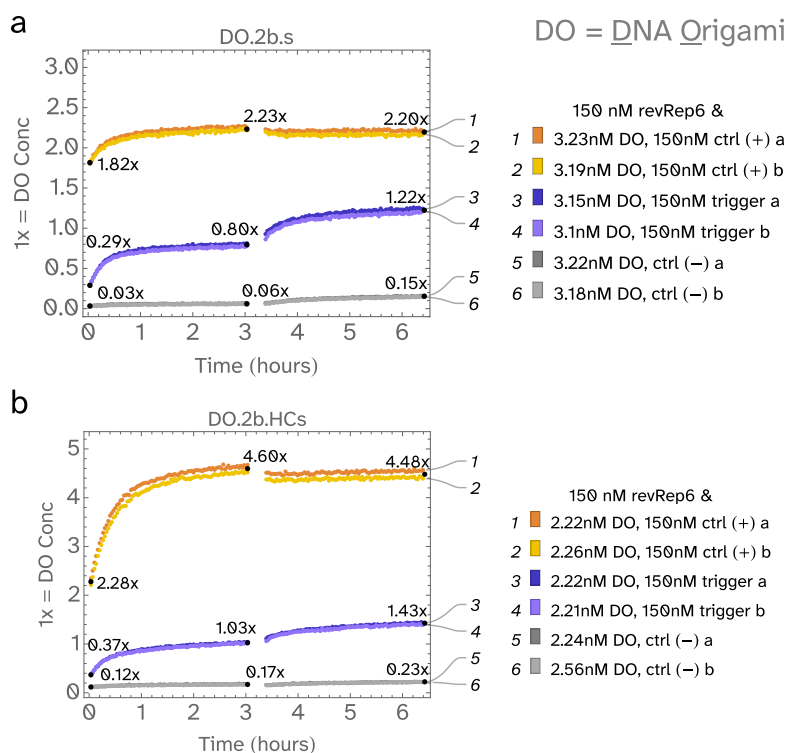 a
DO = DNA Origami
DO.2b.s
3.0
2.5
2.0
1.5
1.0
0.5
0.0
1x = DO Conc
1.82x
2.23x
2.20x
0.29x
0.80x
1.22x
0.03x
0.06x
0.15x
1
2
3
4
5
6
0
1
2
3
4
5
6
Time (hours)
150 nM revRep6 &
1 3.23nM DO, 150nM ctrl (+) a
2 3.19nM DO, 150nM ctrl (+) b
3 3.15nM DO, 150nM trigger a
4 3.1nM DO, 150nM trigger b
5 3.22nM DO, ctrl (−) a
6 3.18nM DO, ctrl (−) b
b
DO.2b.HCs
5
4
3
2
1
0
1x = DO Conc
2.28x
4.60x
4.48x
0.37x
1.03x
1.43x
0.12x
0.17x
0.23x
1
2
3
4
5
6
0
1
2
3
4
5
6
Time (hours)
150 nM revRep6 &
1 2.22nM DO, 150nM ctrl (+) a
2 2.26nM DO, 150nM ctrl (+) b
3 2.22nM DO, 150nM trigger a
4 2.21nM DO, 150nM trigger b
5 2.24nM DO, ctrl (−) a
6 2.56nM DO, ctrl (−) b